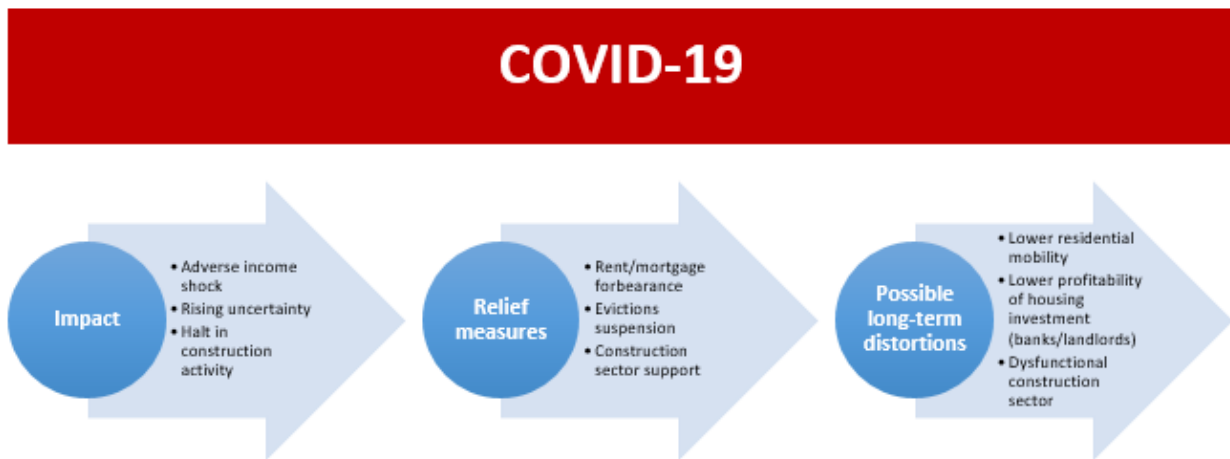 COVID-19
Impact
• Adverse income
shock
• Rising uncertainty
• Halt in
construction
activity
Relief
measures
• Rent/mortgage
forbearance
• Evictions
suspension
• Construction
sector support
Possible
long-term
distortions
• Lower residential
mobility
• Lower profitability
of housing
investment
(banks/landlords)
• Dysfunctional
construction
sector